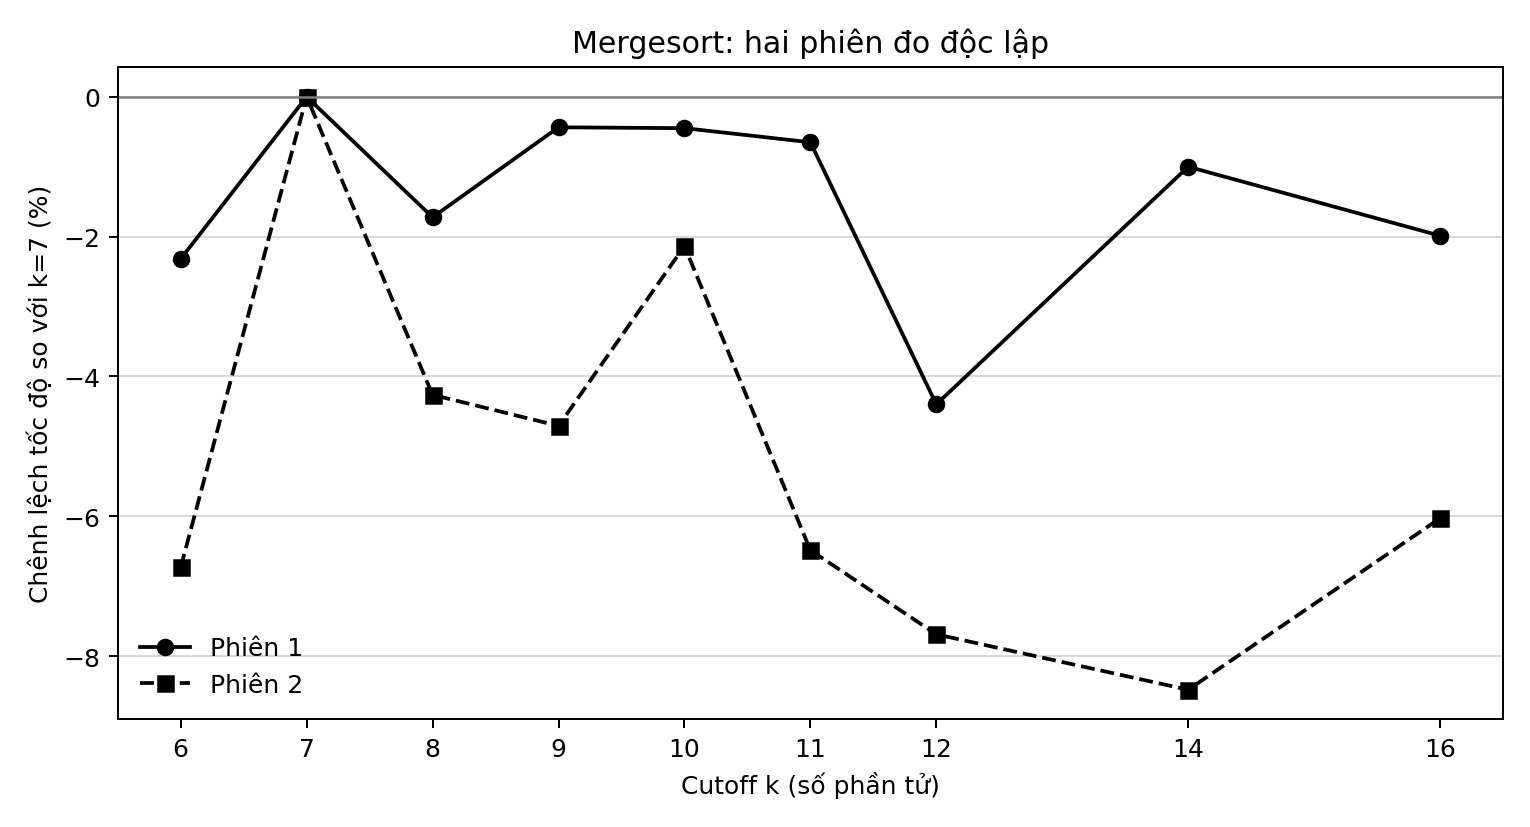 Mergesort: hai phiên đo độc lập
Chênh lệch tốc độ so với k=7 (%)
0
−2
−4
−6
−8
Phiên 1
Phiên 2
6 7 8 9 10 11 12 14 16
Cutoff k (số phần tử)